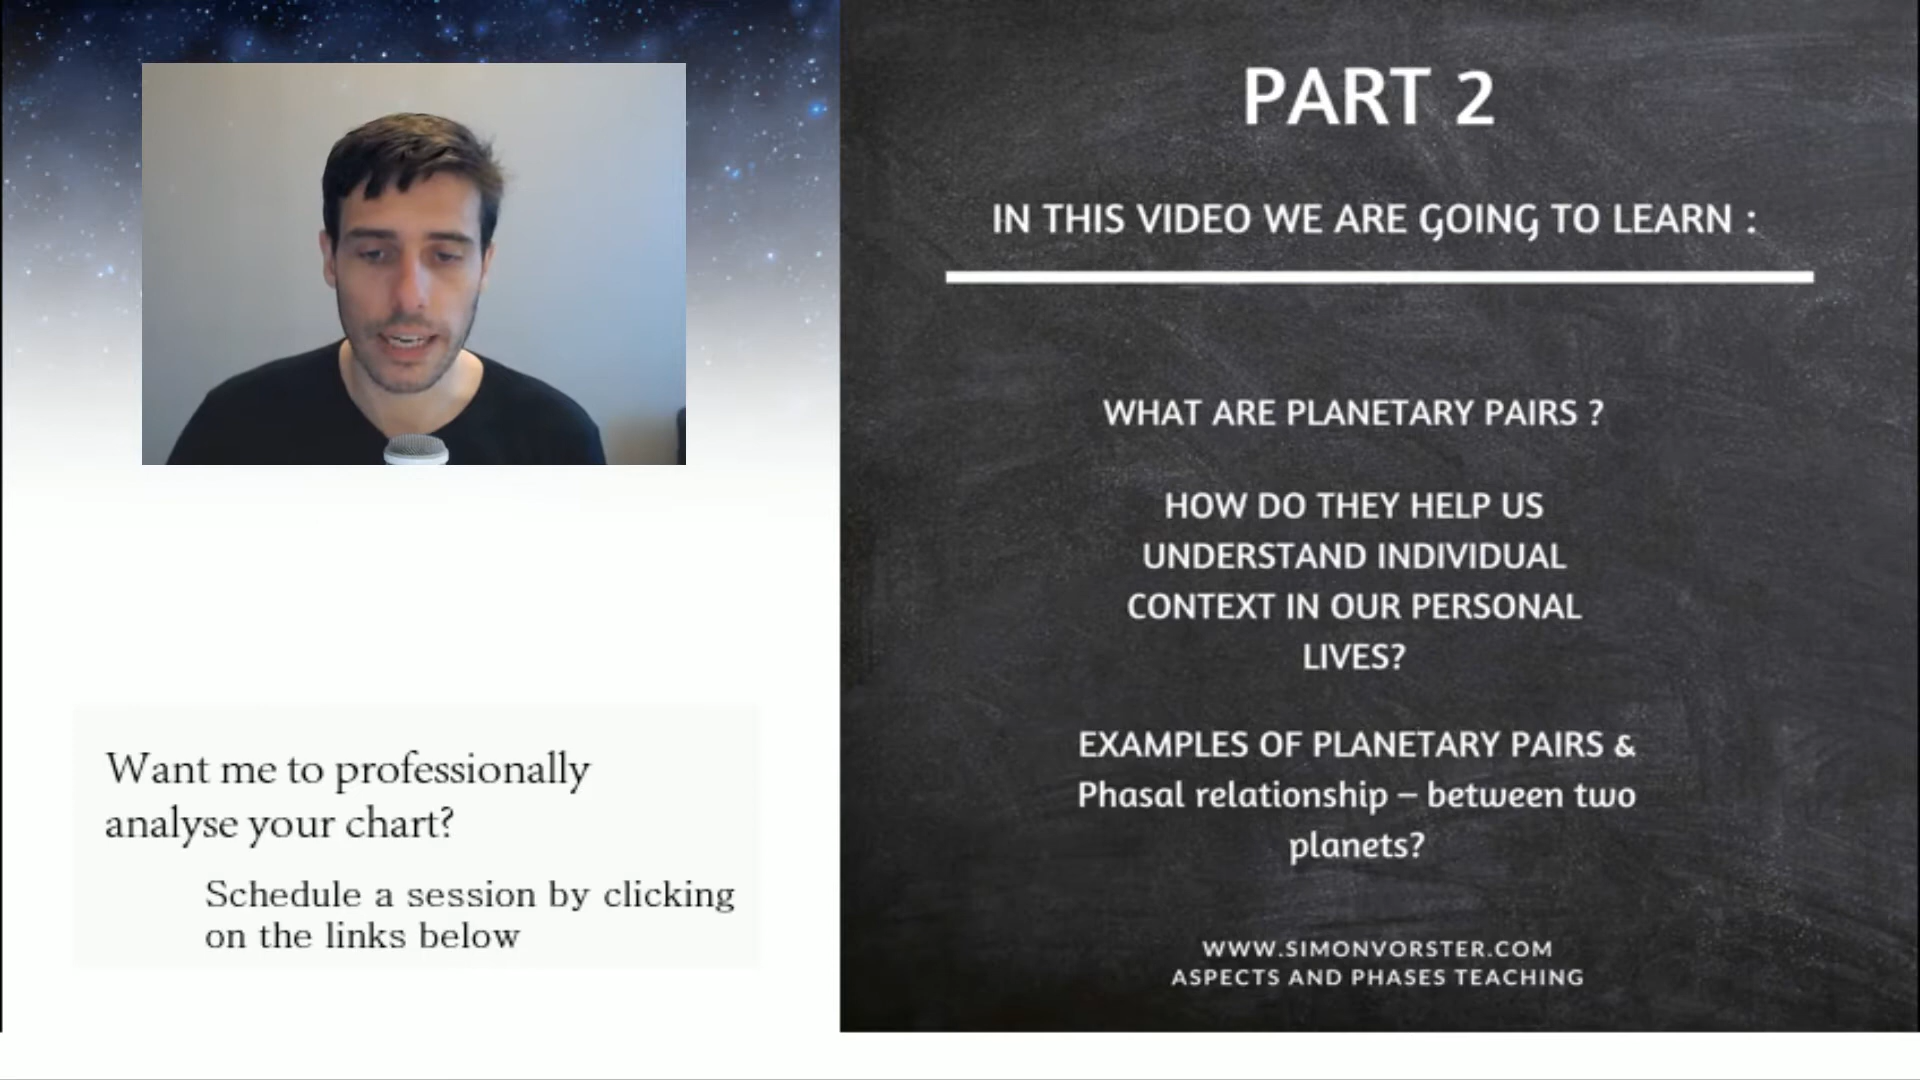 PART 2
IN THIS VIDEO WE ARE GOING TO LEARN :
WHAT ARE PLANETARY PAIRS ?
HOW DO THEY HELP US
UNDERSTAND INDIVIDUAL
CONTEXT IN OUR PERSONAL
LIVES?
EXAMPLES OF PLANETARY PAIRS &
Phasal relationship – between two
planets?
WWW.SIMONVORSTER.COM
ASPECTS AND PHASES TEACHING
Want me to professionally
analyse your chart?
Schedule a session by clicking
on the links below